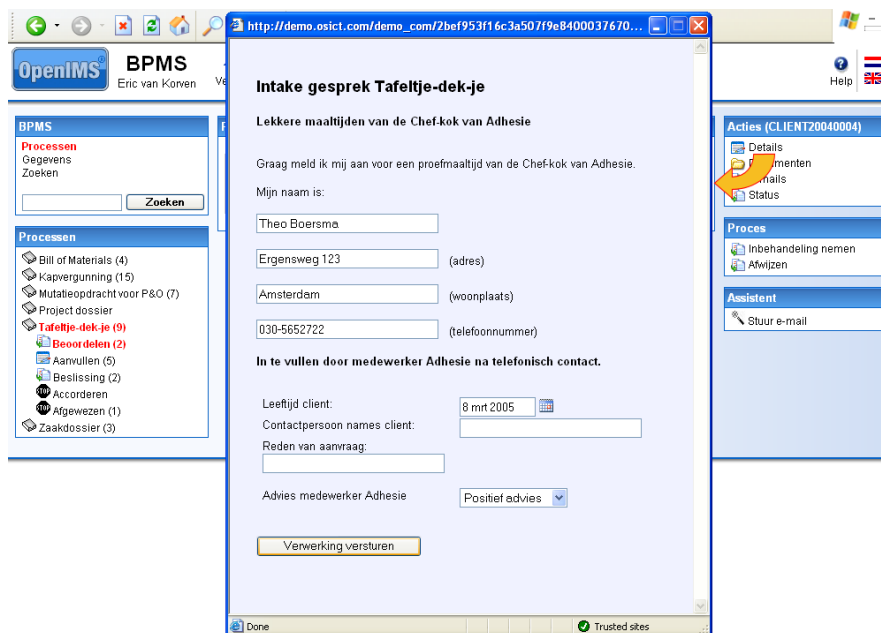 http://demo.osict.com/demo_com/2bef953f16c3a507f9e8400037670...
OpenIMS
BPMS
Eric van Korven
Help
BPMS
Processen
Gegevens
Zoeken
Zoeken
Processen
Bill of Materials (4)
Kapvergunning (15)
Mutatieopdracht voor P&O (7)
Project dossier
Tafeltje-dek-je (9)
Beoordelen (2)
Aanvullen (5)
Beslissing (2)
STOP Accorderen
STOP Afgewezen (1)
Zaakdossier (3)
Intake gesprek Tafeltje-dek-je
Lekkere maaltijden van de Chef-kok van Adhesie
Graag meld ik mij aan voor een proefmaaltijd van de Chef-kok van Adhesie.
Mijn naam is:
Theo Boersma
Ergensweg 123 (adres)
Amsterdam (woonplaats)
030-5652722 (telefoonnummer)
In te vullen door medewerker Adhesie na telefonisch contact.
Leeftijd client: 8 mrt 2005
Contactpersoon names client:
Reden van aanvraag:
Advies medewerker Adhesie Positief advies
Verwerking versturen
Done Trusted sites
Acties (CLIENT20040004)
Details
Status
Proces
Inbehandeling nemen
Afwijzen
Assistent
Stuur e-mail